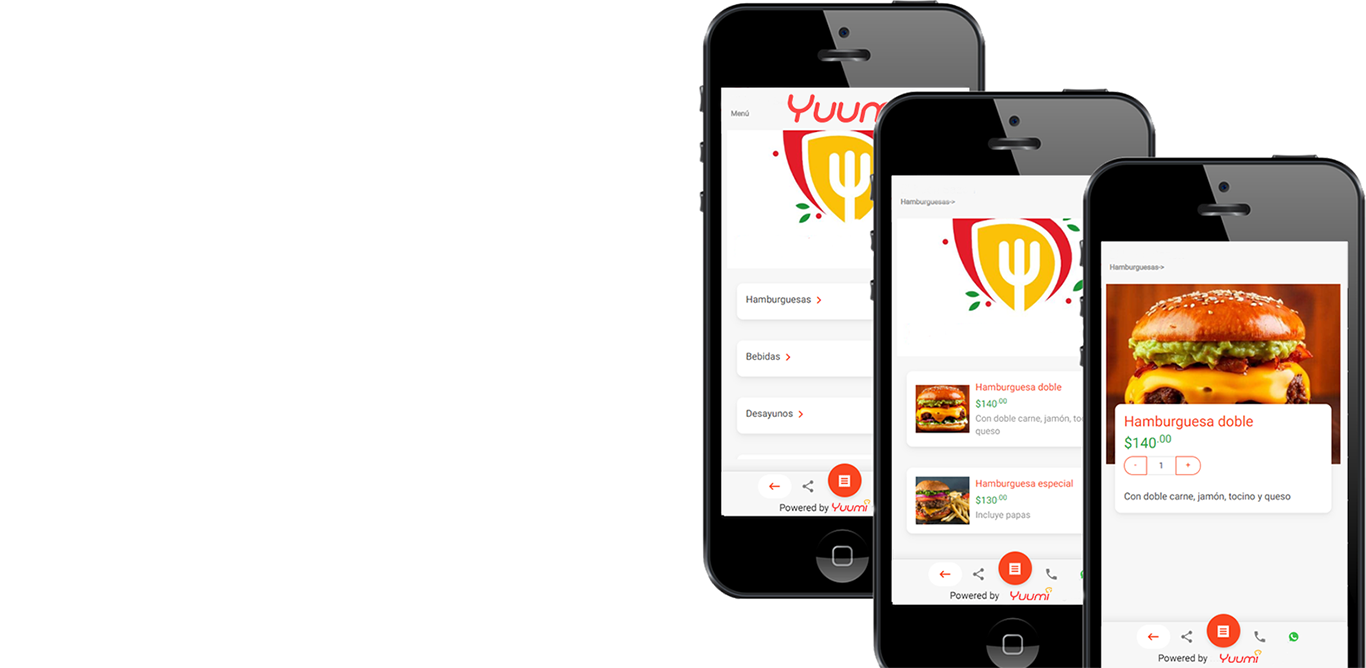 Menú
Yuum
Hamburguesas >
Bebidas >
Desayunos >
Powered by Yuumi
Hamburguesas->
Hamburguesa doble
$140.00
Con doble carne, jamón,
queso
Hamburguesa especial
$130.00
Incluye papas
Powered by Yuumi
Hamburguesas->
Hamburguesa doble
$140.00
- 1 +
Con doble carne, jamón, tocino y queso
Powered by Yuumi